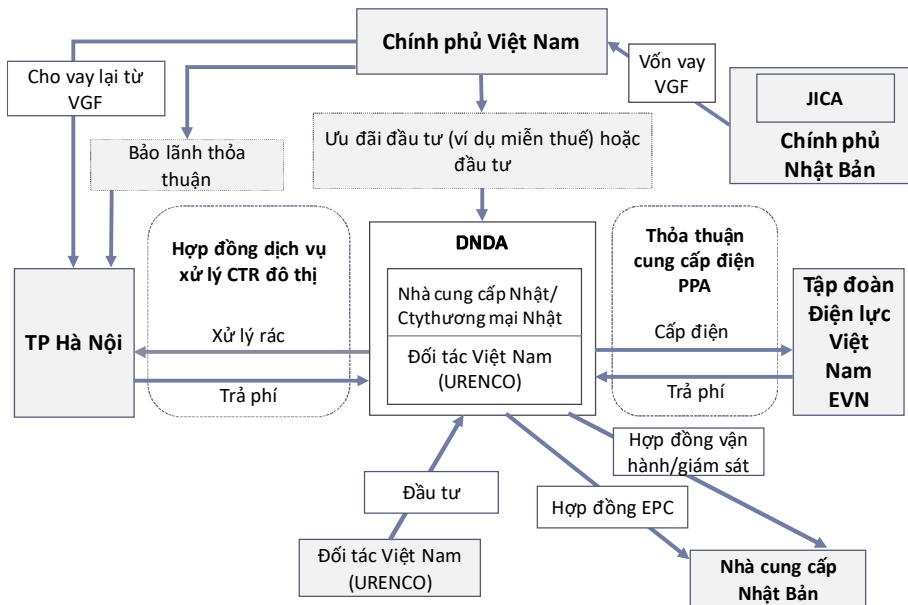 Chính phủ Việt Nam
Cho vay lại từ
VGF
Vốn vay
VGF
JICA
Chính phủ
Nhật Bản
Bảo lãnh thỏa
thuận
Ưu đãi đầu tư (ví dụ miễn thuế) hoặc
đầu tư
Hợp đồng dịch vụ
xử lý CTR đô thị
DNDA
Thỏa thuận
cung cấp điện
PPA
TP Hà Nội
Xử lý rác
Trả phí
Nhà cung cấp Nhật/
Ctythương mại Nhật
Đối tác Việt Nam
(URENCO)
Cấp điện
Trả phí
Tập đoàn
Điện lực
Việt
Nam
EVN
Hợp đồng vận
hành/giám sát
Đầu tư
Hợp đồng EPC
Đối tác Việt Nam
(URENCO)
Nhà cung cấp
Nhật Bản